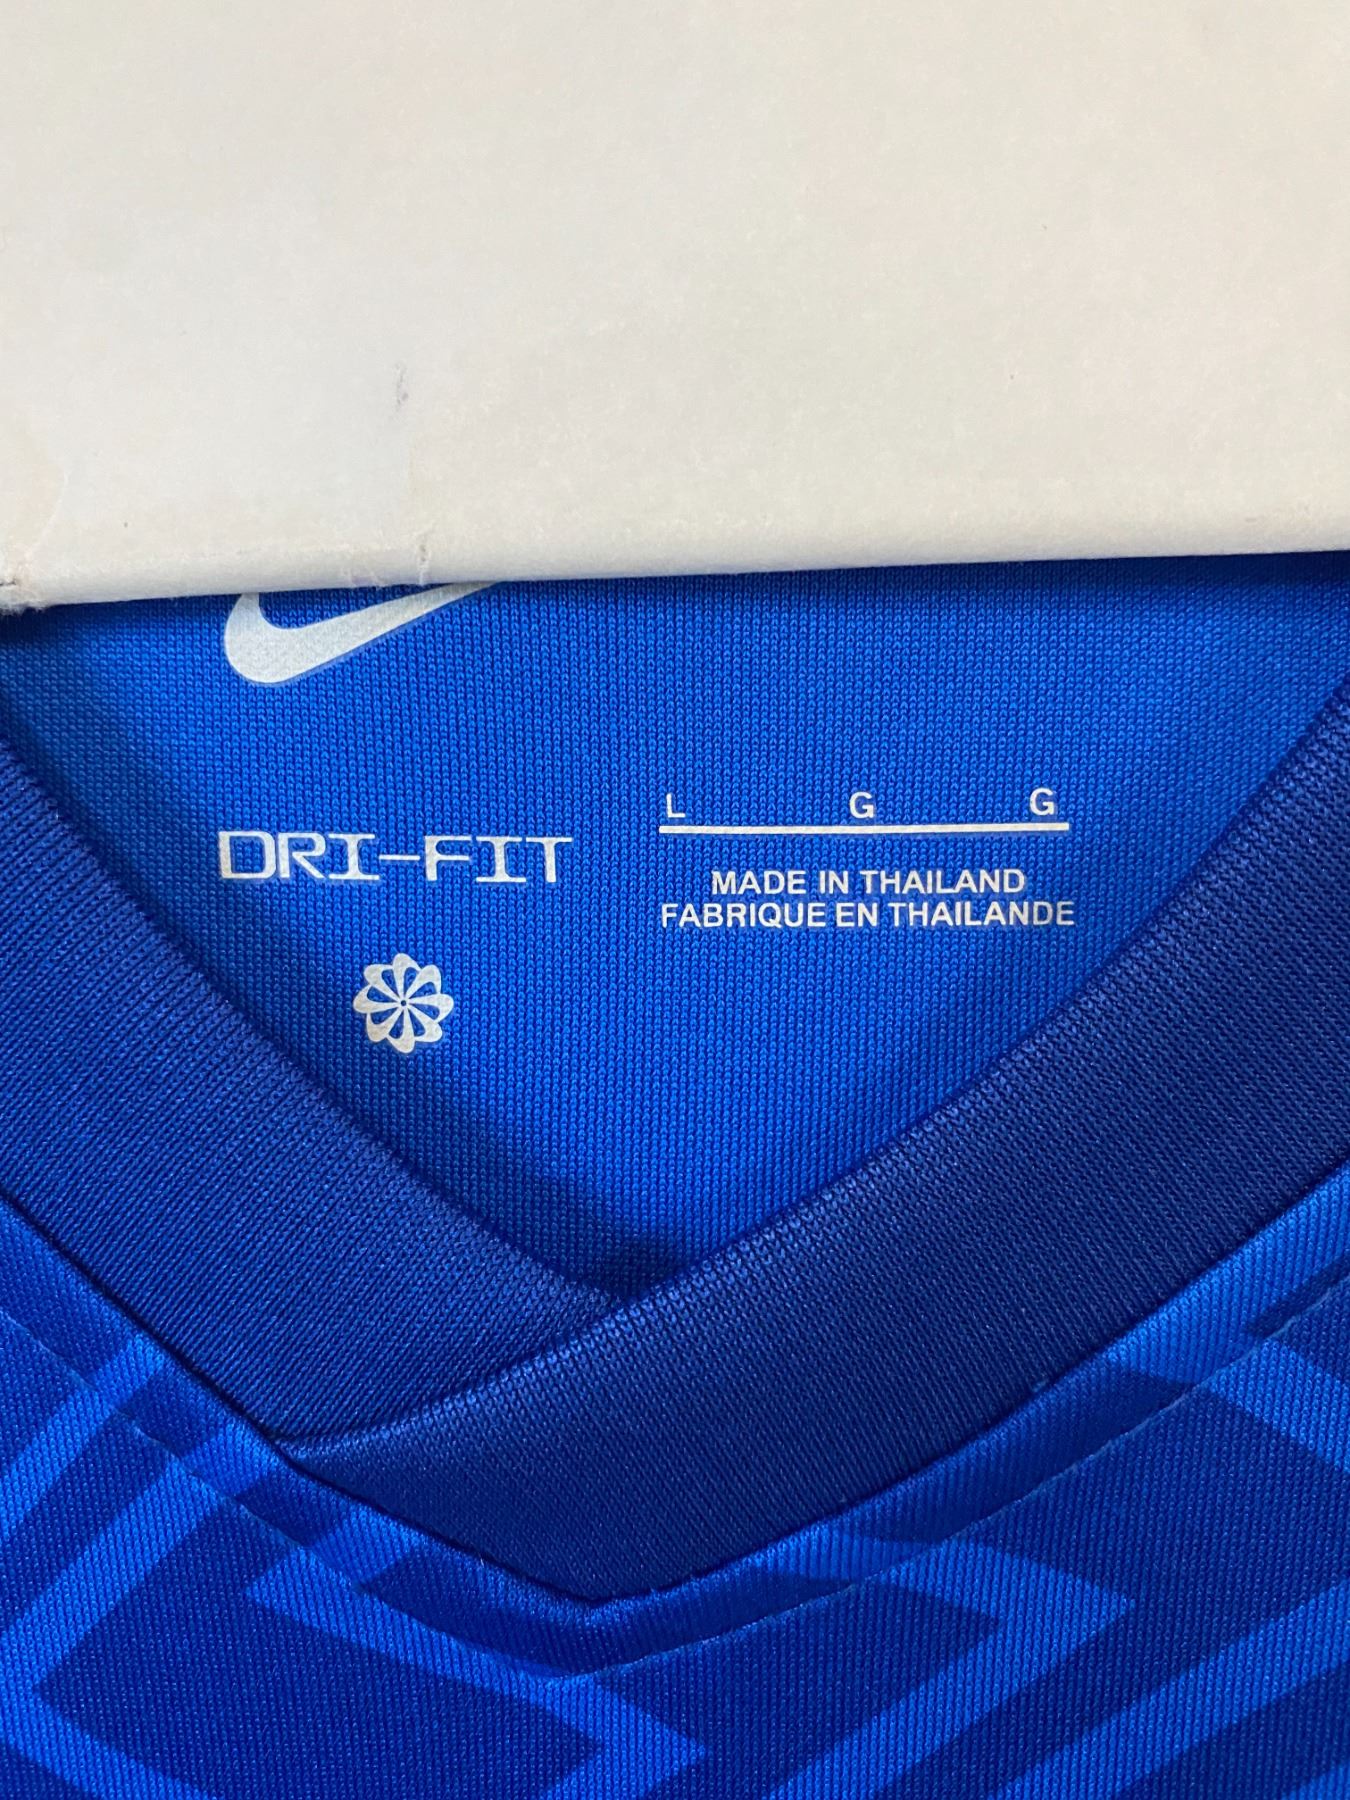 DRI-FIT
L G G
MADE IN THAILAND
FABRIQUE EN THAILANDE